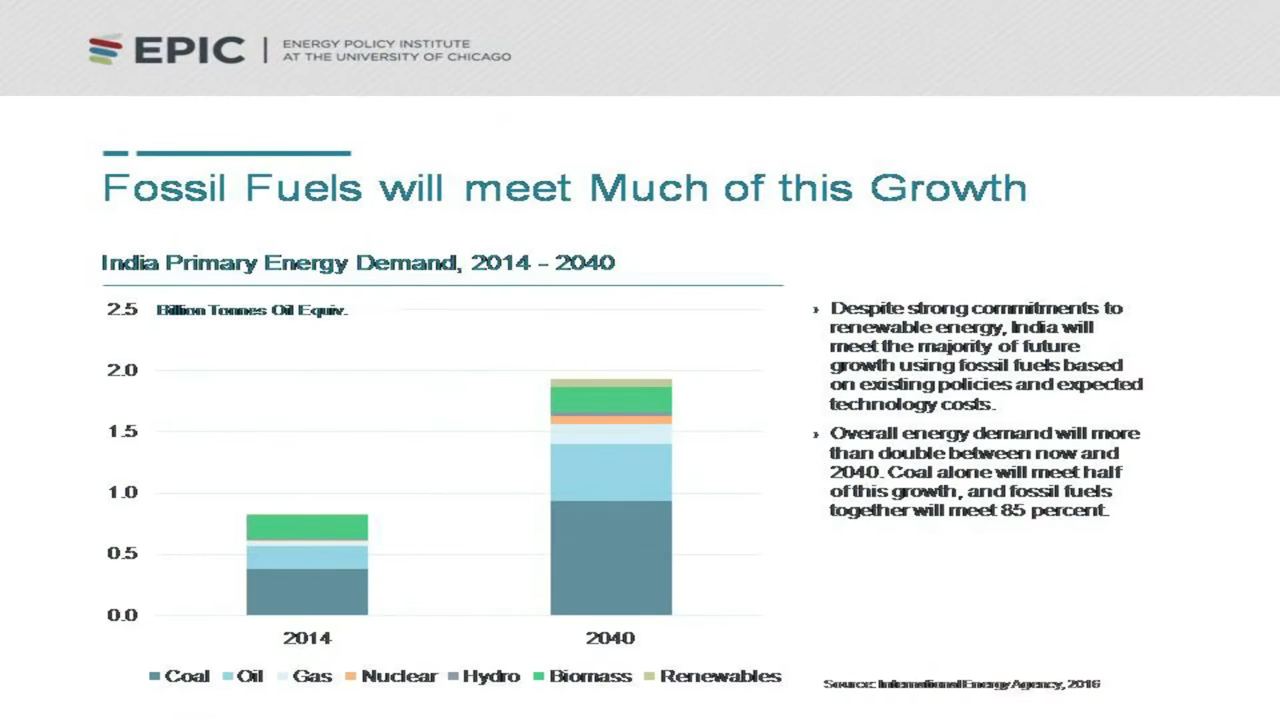 EPIC
ENERGY POLICY INSTITUTE
AT THE UNIVERSITY OF CHICAGO
Fossil Fuels will meet Much of this Growth
India Primary Energy Demand, 2014 - 2040
2.5
Billion Tonnes Oil Equiv.
2.0
1.5
1.0
0.5
0.0
2014
2040
Coal Oil Gas Nuclear Hydro Biomass Renewables
› Despite strong commitments to
renewable energy, India will
meet the majority of future
growth using fossil fuels based
on existing policies and expected
technology costs.
› Overall energy demand will more
than double between now and
2040. Coal alone will meet half
of this growth, and fossil fuels
together will meet 85 percent.
Source: International Energy Agency, 2016